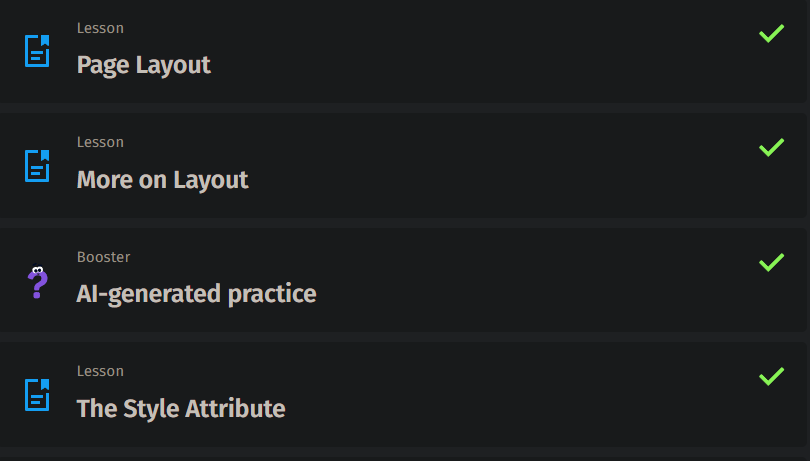 Lesson
Page Layout
Lesson
More on Layout
Booster
AI-generated practice
Lesson
The Style Attribute